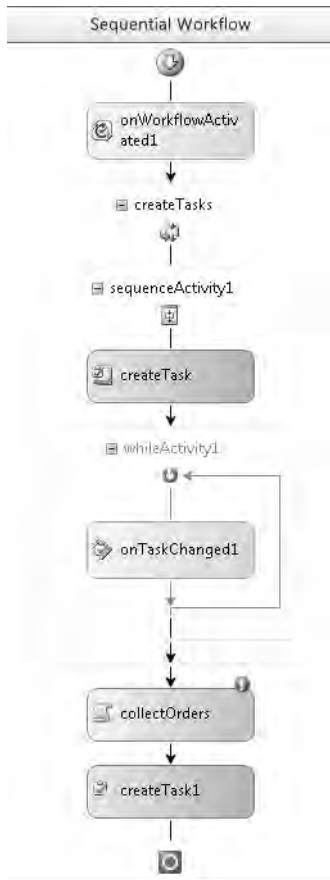 Sequential Workflow
onWorkflowActiv
ated1
createTasks
sequenceActivity1
createTask
whileActivity1
onTaskChanged1
collectOrders
createTask1